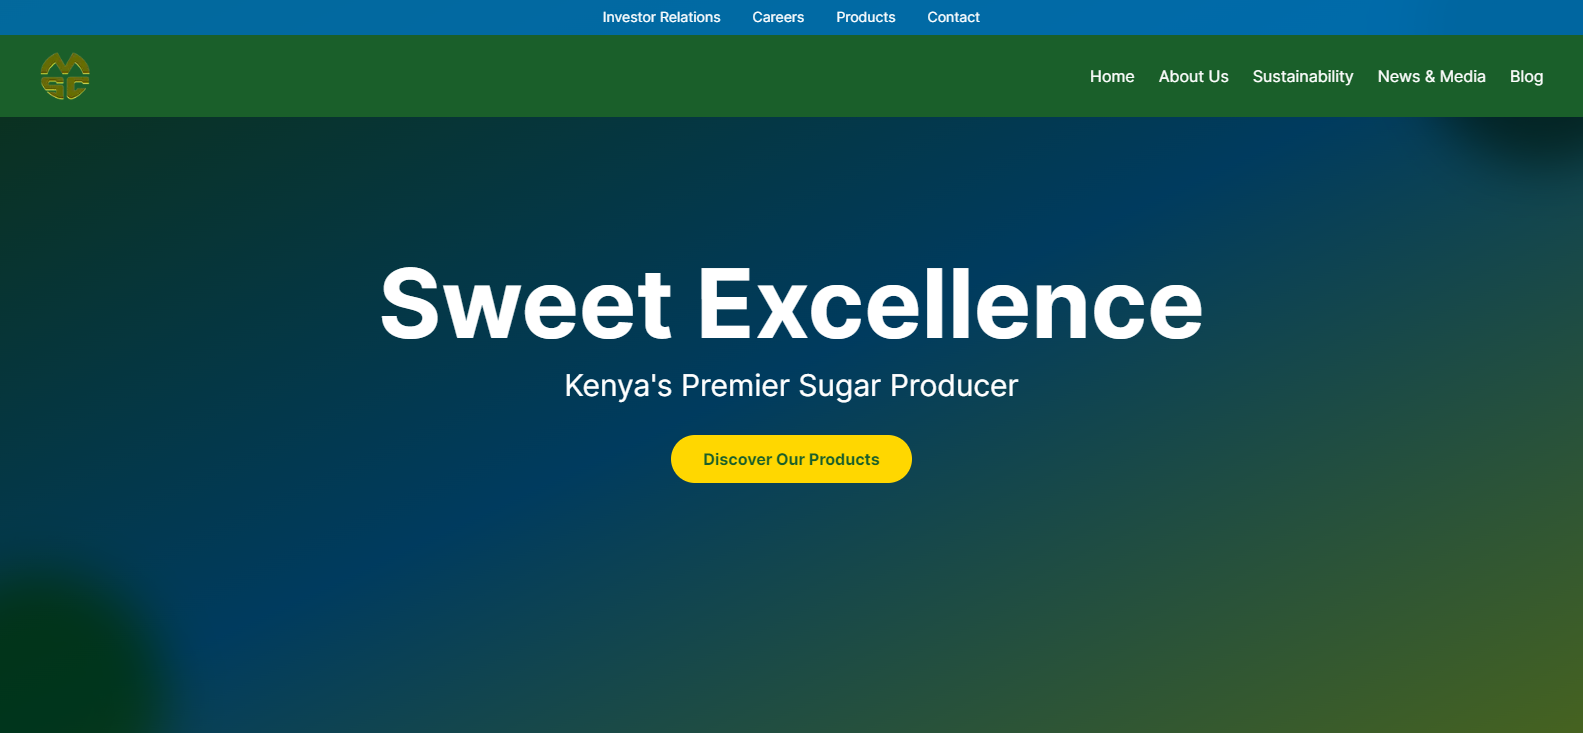 Investor Relations Careers Products Contact
MSC
Home About Us Sustainability News & Media Blog
Sweet Excellence
Kenya's Premier Sugar Producer
Discover Our Products